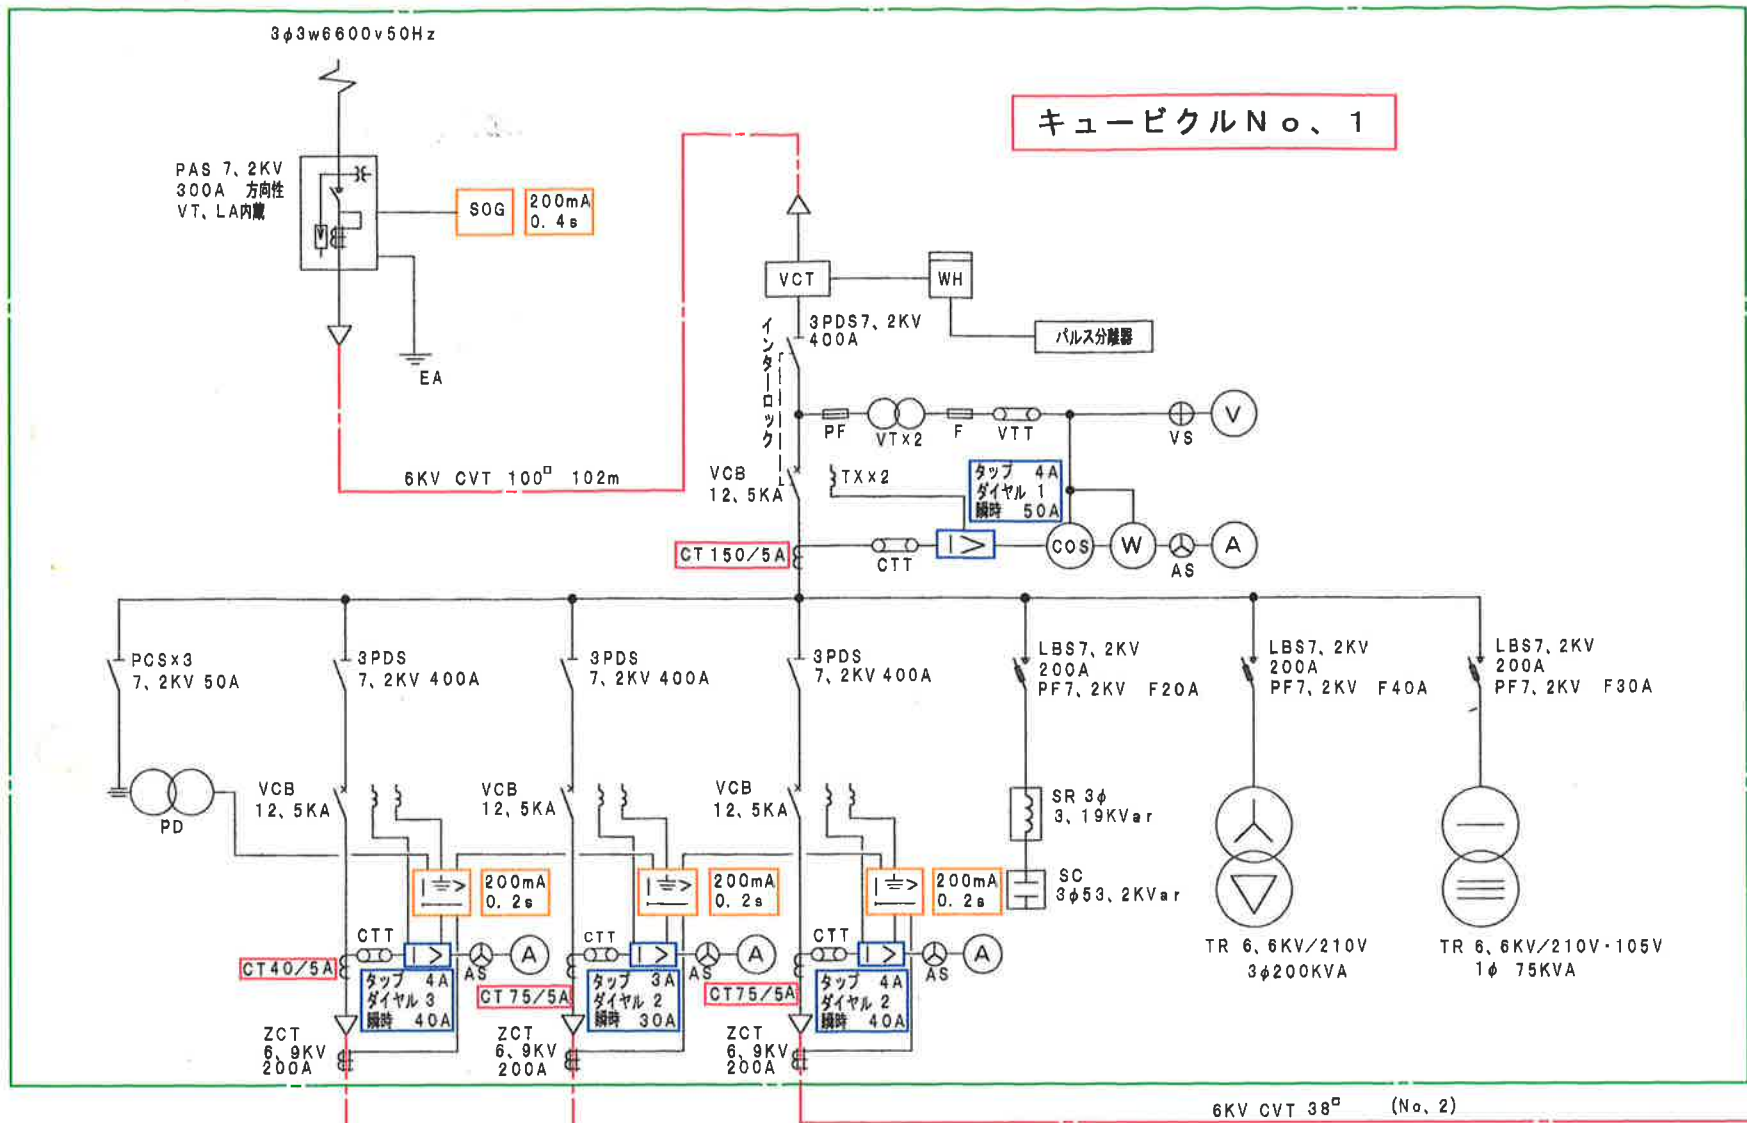 3φ3w6600v50Hz
キュービクルNo、1
PAS 7、2KV
300A 方向性
VT、LA内蔵
SOG
200mA
0.4s
EA
6KV CVT 100□ 102m
VCT
WH
パルス分離器
3PDS7、2KV
400A
インターロック
PF
VT×2
F
VTT
VS
V
VCB
12、5KA
TX×2
タップ 4A
ダイヤル 1
瞬時 50A
CT150/5A
CTT
I>
COS
W
AS
A
PCS×3
7、2KV 50A
3PDS
7、2KV 400A
3PDS
7、2KV 400A
3PDS
7、2KV 400A
LBS7、2KV
200A
PF7、2KV F20A
LBS7、2KV
200A
PF7、2KV F40A
LBS7、2KV
200A
PF7、2KV F30A
PD
VCB
12、5KA
VCB
12、5KA
VCB
12、5KA
SR 3φ
3、19KVar
SC
3φ53、2KVar
I>
200mA
0.2s
I>
200mA
0.2s
I>
200mA
0.2s
CT40/5A
CTT
I>
AS
A
タップ 4A
ダイヤル 3
瞬時 40A
CT75/5A
CTT
I>
AS
A
タップ 3A
ダイヤル 2
瞬時 30A
CT75/5A
CTT
I>
AS
A
タップ 4A
ダイヤル 2
瞬時 40A
TR 6、6KV/210V
3φ200KVA
TR 6、6KV/210V・105V
1φ 75KVA
ZCT
6、9KV
200A
ZCT
6、9KV
200A
ZCT
6、9KV
200A
6KV CVT 38□ (No、2)